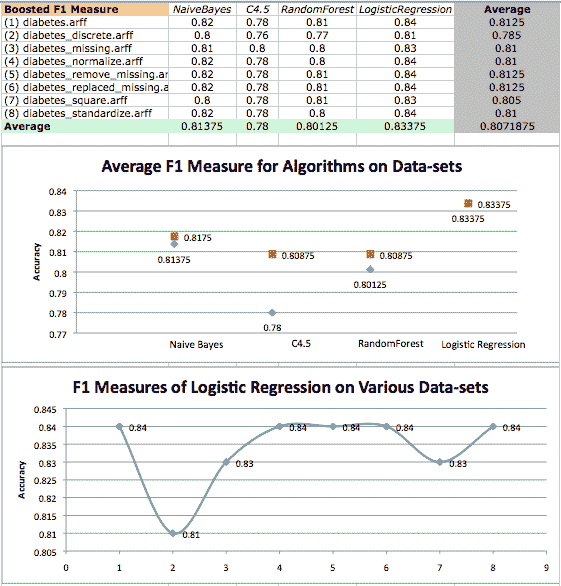 Boosted F1 Measure NaiveBayes C4.5 RandomForest LogisticRegression Average
(1) diabetes.arff 0.82 0.78 0.81 0.84 0.8125
(2) diabetes_discrete.arff 0.8 0.76 0.77 0.81 0.785
(3) diabetes_missing.arff 0.81 0.8 0.8 0.83 0.81
(4) diabetes_normalize.arff 0.82 0.78 0.8 0.84 0.81
(5) diabetes_remove_missing.ar 0.82 0.78 0.81 0.84 0.8125
(6) diabetes_replaced_missing.a 0.82 0.78 0.81 0.84 0.8125
(7) diabetes_square.arff 0.8 0.78 0.81 0.83 0.805
(8) diabetes_standardize.arff 0.82 0.78 0.8 0.84 0.81
Average 0.81375 0.78 0.80125 0.83375 0.8071875
Average F1 Measure for Algorithms on Data-sets
Accuracy
0.84
0.83
0.82
0.81
0.8
0.79
0.78
0.77
0.83375
0.83375
0.8175
0.81375
0.80875
0.80875
0.80125
0.78
Naive Bayes C4.5 RandomForest Logistic Regression
F1 Measures of Logistic Regression on Various Data-sets
Accuracy
0.845
0.84
0.835
0.83
0.825
0.82
0.815
0.81
0.805
0.84
0.81
0.83
0.84
0.84
0.84
0.83
0.84
0 1 2 3 4 5 6 7 8 9